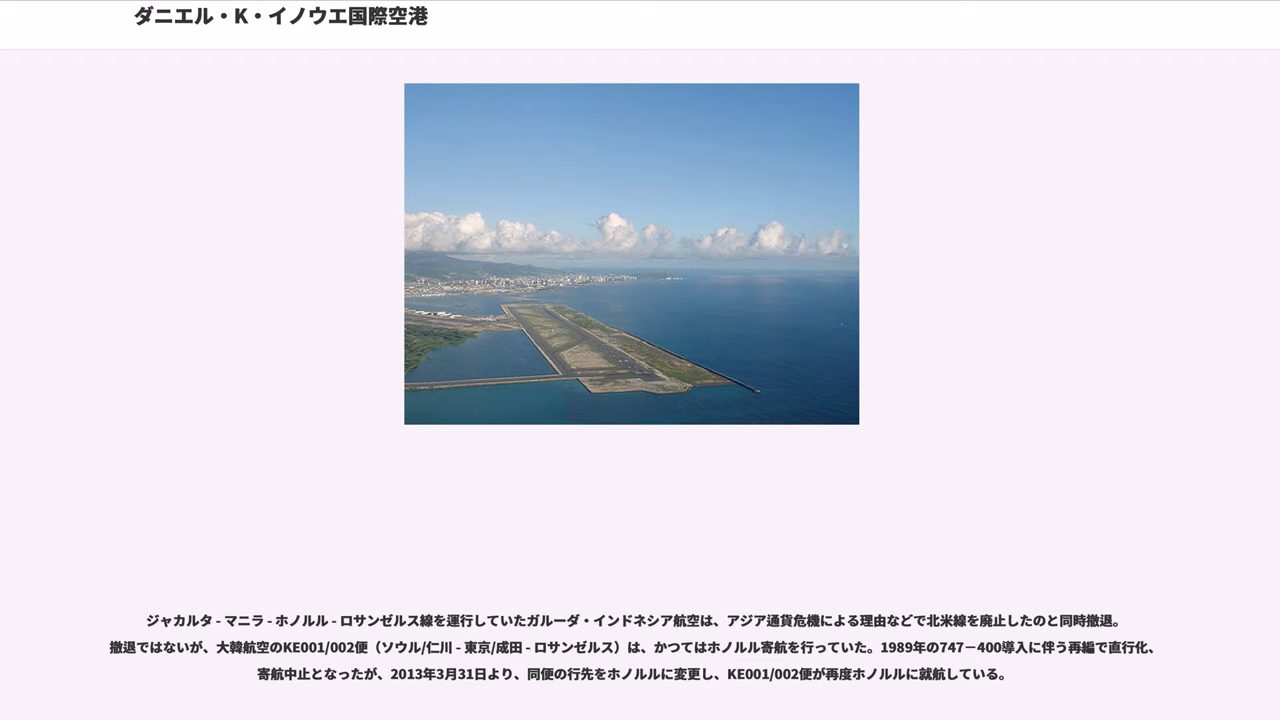 ダニエル・K・イノウエ国際空港
ジャカルタ - マニラ - ホノルル - ロサンゼルス線を運行していたガルーダ・インドネシア航空は、アジア通貨危機による理由などで北米線を廃止したのと同時撤退。
撤退ではないが、大韓航空のKE001/002便（ソウル/仁川 - 東京/成田 - ロサンゼルス）は、かつてはホノルル寄航を行っていた。1989年の747－400導入に伴う再編で直行化、
寄航中止となったが、2013年3月31日より、同便の行先をホノルルに変更し、KE001/002便が再度ホノルルに就航している。